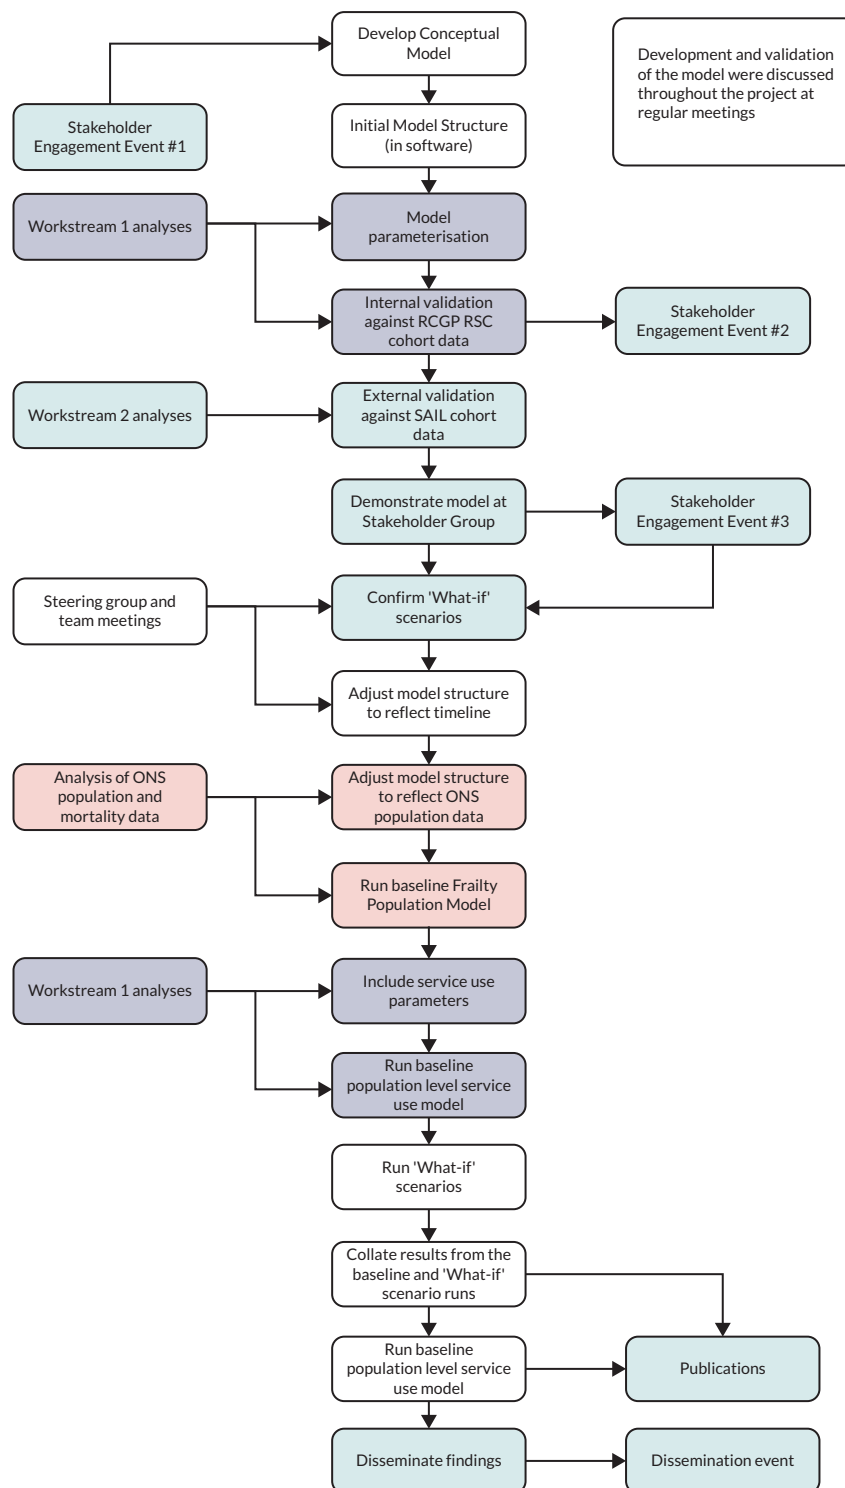 Develop Conceptual
Model
Development and validation
of the model were discussed
throughout the project at
regular meetings
Stakeholder
Engagement Event #1
Initial Model Structure
(in software)
Workstream 1 analyses
Model
parameterisation
Internal validation
against RCGP RSC
cohort data
Stakeholder
Engagement Event #2
Workstream 2 analyses
External validation
against SAIL cohort
data
Demonstrate model at
Stakeholder Group
Stakeholder
Engagement Event #3
Steering group and
team meetings
Confirm 'What-if'
scenarios
Adjust model structure
to reflect timeline
Analysis of ONS
population and
mortality data
Adjust model structure
to reflect ONS
population data
Run baseline Frailty
Population Model
Workstream 1 analyses
Include service use
parameters
Run baseline
population level service
use model
Run 'What-if'
scenarios
Collate results from the
baseline and 'What-if'
scenario runs
Run baseline
population level service
use model
Publications
Disseminate findings
Dissemination event